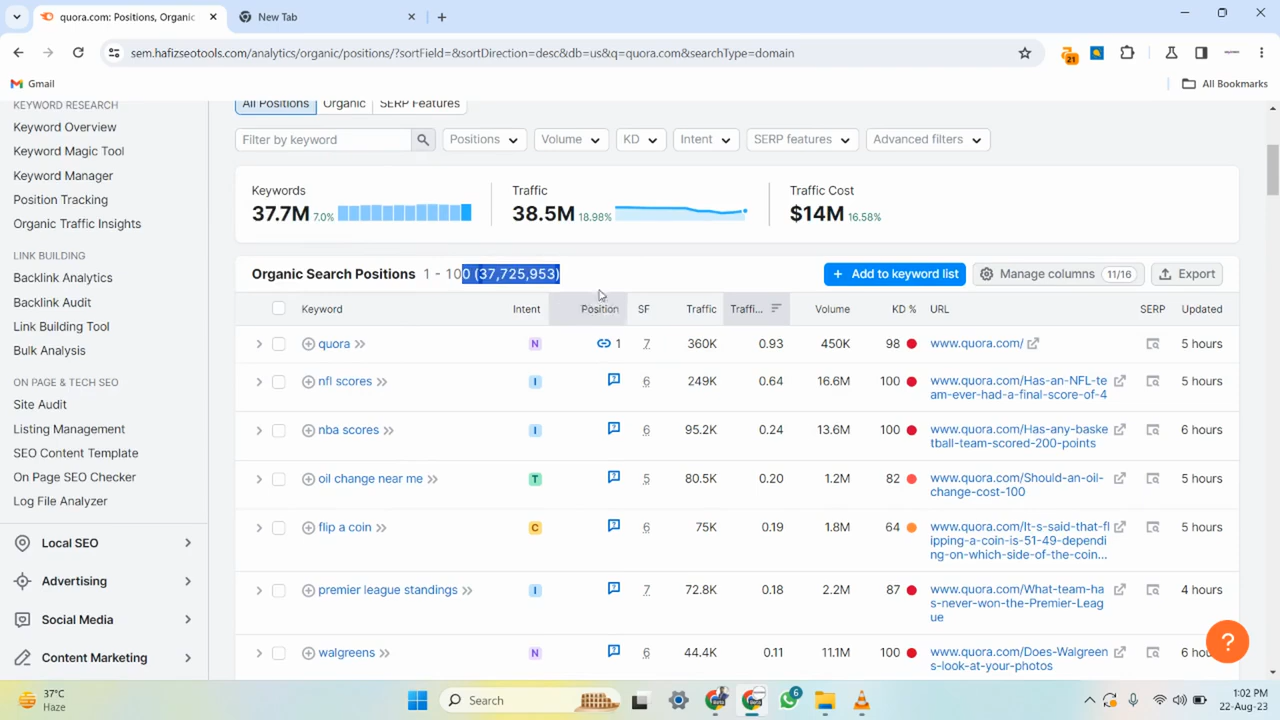 quora.com: Positions, Organic
New Tab
sem.hafizseotools.com/analytics/organic/positions/?sortField=&sortDirection=desc&db=us&q=quora.com&searchType=domain
21
Gmail
All Bookmarks
KEYWORD RESEARCH
Keyword Overview
Keyword Magic Tool
Keyword Manager
Position Tracking
Organic Traffic Insights
LINK BUILDING
Backlink Analytics
Backlink Audit
Link Building Tool
Bulk Analysis
ON PAGE & TECH SEO
Site Audit
Listing Management
SEO Content Template
On Page SEO Checker
Log File Analyzer
Local SEO
Advertising
Social Media
Content Marketing
All Positions Organic SERP Features
Filter by keyword Positions Volume KD Intent SERP features Advanced filters
Keywords Traffic Traffic Cost
37.7M 7.0% 38.5M 18.98% $14M 16.58%
Organic Search Positions 1 - 100 (37,725,953) + Add to keyword list Manage columns 11/16 Export
Keyword Intent Position SF Traffic Traffi... Volume KD % URL SERP Updated
quora N 1 7 360K 0.93 450K 98 www.quora.com/ 5 hours
nfl scores I 6 249K 0.64 16.6M 100 www.quora.com/Has-an-NFL-te
am-ever-had-a-final-score-of-4 5 hours
nba scores I 6 95.2K 0.24 13.6M 100 www.quora.com/Has-any-baske
tball-team-scored-200-points 6 hours
oil change near me T 5 80.5K 0.20 1.2M 82 www.quora.com/Should-an-oil-
change-cost-100 5 hours
flip a coin C 6 75K 0.19 1.8M 64 www.quora.com/It-s-said-that-fl
ipping-a-coin-is-51-49-dependi
ng-on-which-side-of-the-coin... 5 hours
premier league standings I 7 72.8K 0.18 2.2M 87 www.quora.com/What-team-ha
s-never-won-the-Premier-Leag
ue 4 hours
walgreens N 6 44.4K 0.11 11.1M 100 www.quora.com/Does-Walgreen
s-look-at-your-photos 6 hou
?
37°C
Haze
Search
6
1:02 PM
22-Aug-23